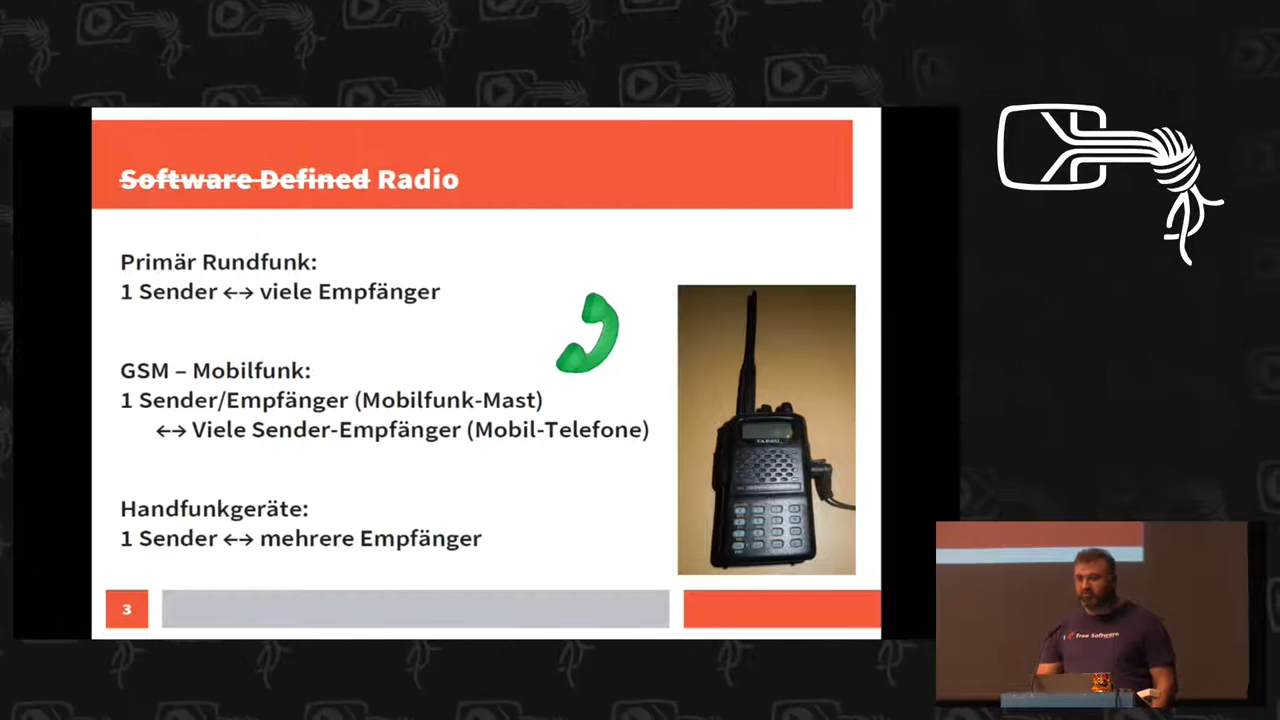 Software Defined Radio
Primär Rundfunk:
1 Sender ↔ viele Empfänger
GSM – Mobilfunk:
1 Sender/Empfänger (Mobilfunk-Mast)
↔ Viele Sender-Empfänger (Mobil-Telefone)
YAESU
Handfunkgeräte:
1 Sender ↔ mehrere Empfänger
3
I Free Software